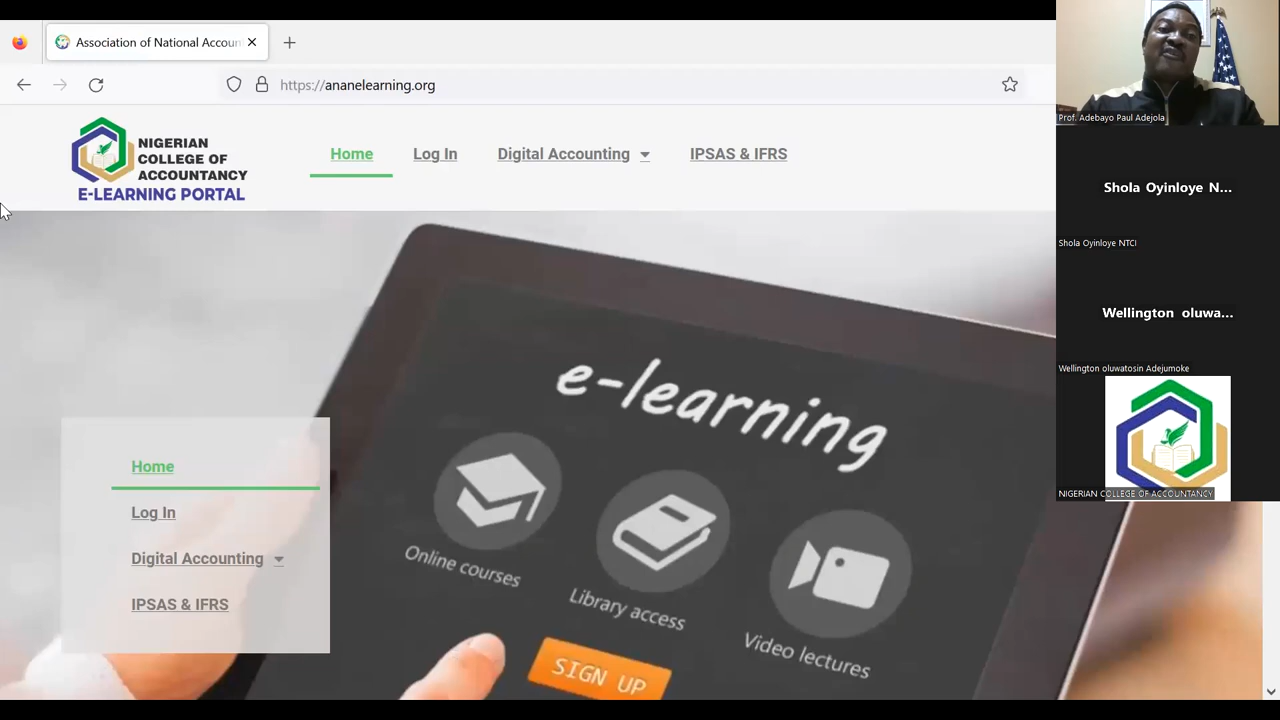 Association of National Accoun
https://ananelearning.org
NIGERIAN
COLLEGE OF
ACCOUNTANCY
E-LEARNING PORTAL
Home
Log In
Digital Accounting
IPSAS & IFRS
e-learning
Online courses
Library access
Video lectures
SIGN UP
Home
Log In
Digital Accounting
IPSAS & IFRS
Prof. Adebayo Paul Adejola
Shola Oyinloye N...
Shola Oyinloye NTCI
Wellington oluwa...
Wellington oluwatosin Adejumoke
NIGERIAN COLLEGE OF ACCOUNTANCY